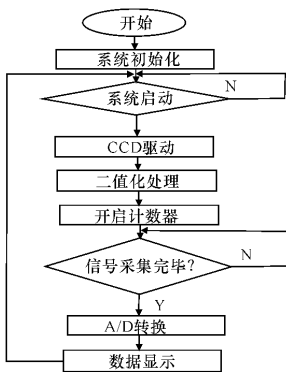 开始
系统初始化
系统启动
N
CCD驱动
二值化处理
开启计数器
信号采集完毕?
N
Y
A/D转换
数据显示